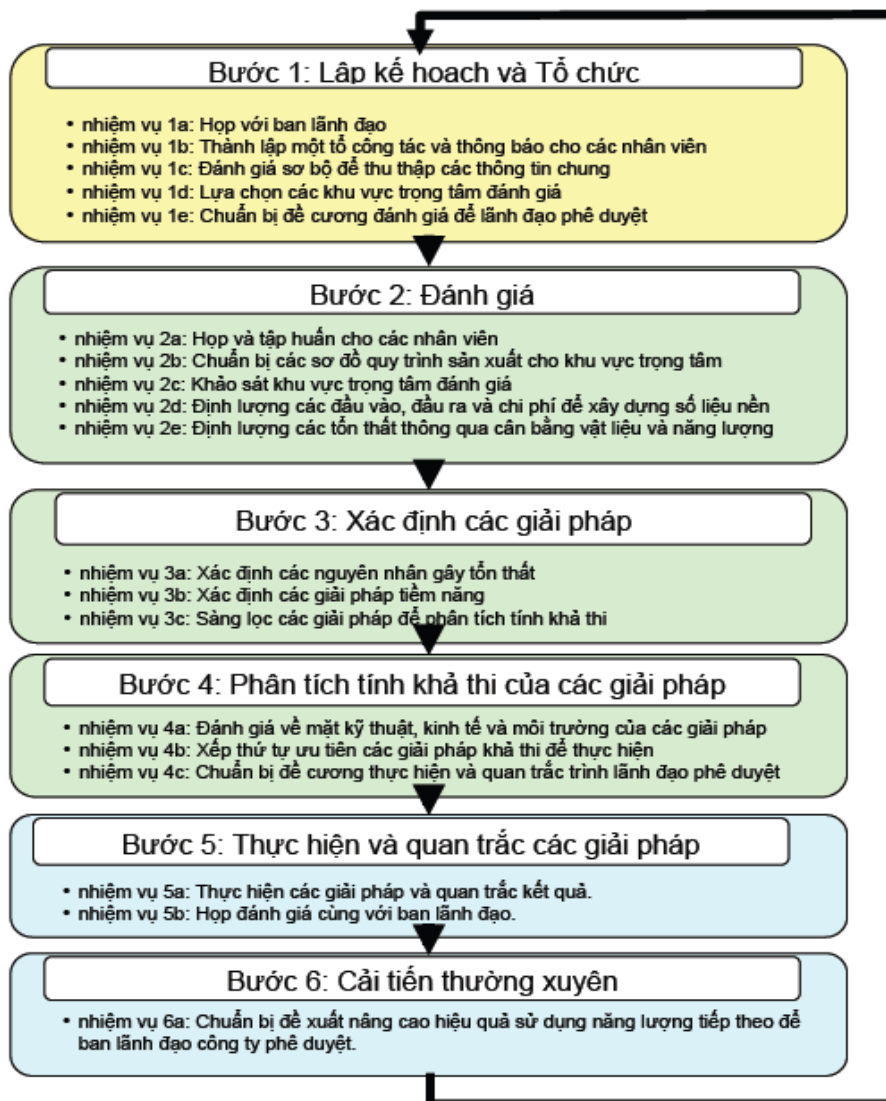 Bước 1: Lập kế hoạch và Tổ chức
• nhiệm vụ 1a: Họp với ban lãnh đạo
• nhiệm vụ 1b: Thành lập một tổ công tác và thông báo cho các nhân viên
• nhiệm vụ 1c: Đánh giá sơ bộ để thu thập các thông tin chung
• nhiệm vụ 1d: Lựa chọn các khu vực trọng tâm đánh giá
• nhiệm vụ 1e: Chuẩn bị đề cương đánh giá để lãnh đạo phê duyệt
Bước 2: Đánh giá
• nhiệm vụ 2a: Họp và tập huấn cho các nhân viên
• nhiệm vụ 2b: Chuẩn bị các sơ đồ quy trình sản xuất cho khu vực trọng tâm
• nhiệm vụ 2c: Khảo sát khu vực trọng tâm đánh giá
• nhiệm vụ 2d: Định lượng các đầu vào, đầu ra và chi phí để xây dựng số liệu nền
• nhiệm vụ 2e: Định lượng các tổn thất thông qua cân bằng vật liệu và năng lượng
Bước 3: Xác định các giải pháp
• nhiệm vụ 3a: Xác định các nguyên nhân gây tổn thất
• nhiệm vụ 3b: Xác định các giải pháp tiềm năng
• nhiệm vụ 3c: Sàng lọc các giải pháp để phân tích tính khả thi
Bước 4: Phân tích tính khả thi của các giải pháp
• nhiệm vụ 4a: Đánh giá về mặt kỹ thuật, kinh tế và môi trường của các giải pháp
• nhiệm vụ 4b: Xếp thứ tự ưu tiên các giải pháp khả thi để thực hiện
• nhiệm vụ 4c: Chuẩn bị đề cương thực hiện và quan trắc trình lãnh đạo phê duyệt
Bước 5: Thực hiện và quan trắc các giải pháp
• nhiệm vụ 5a: Thực hiện các giải pháp và quan trắc kết quả.
• nhiệm vụ 5b: Họp đánh giá cùng với ban lãnh đạo.
Bước 6: Cải tiến thường xuyên
• nhiệm vụ 6a: Chuẩn bị đề xuất nâng cao hiệu quả sử dụng năng lượng tiếp theo để
ban lãnh đạo công ty phê duyệt.